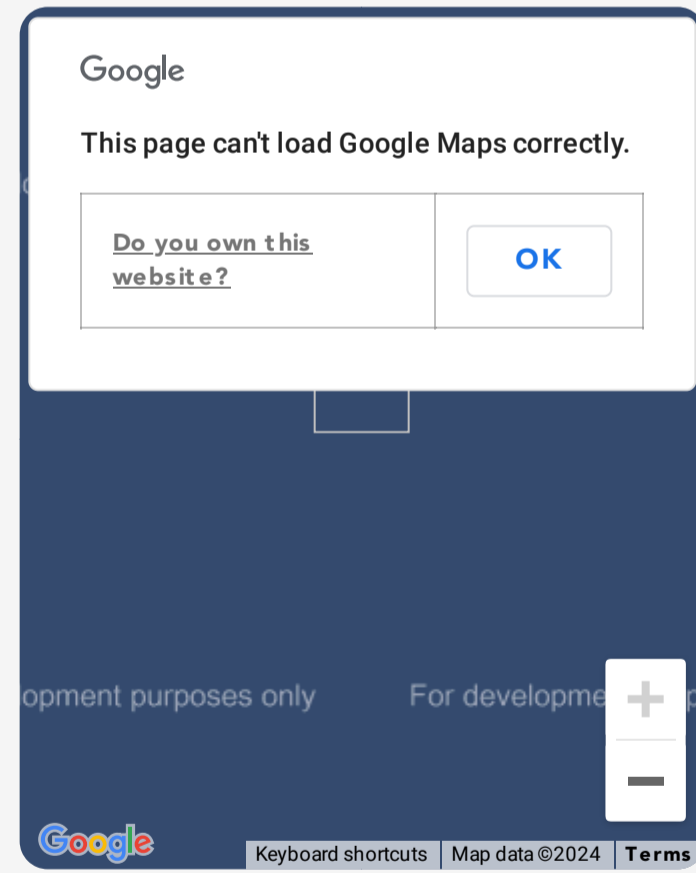 Google
This page can't load Google Maps correctly.
Do you own this
website?
OK
opment purposes only
For developme
Google
Keyboard shortcuts
Map data ©2024
Terms